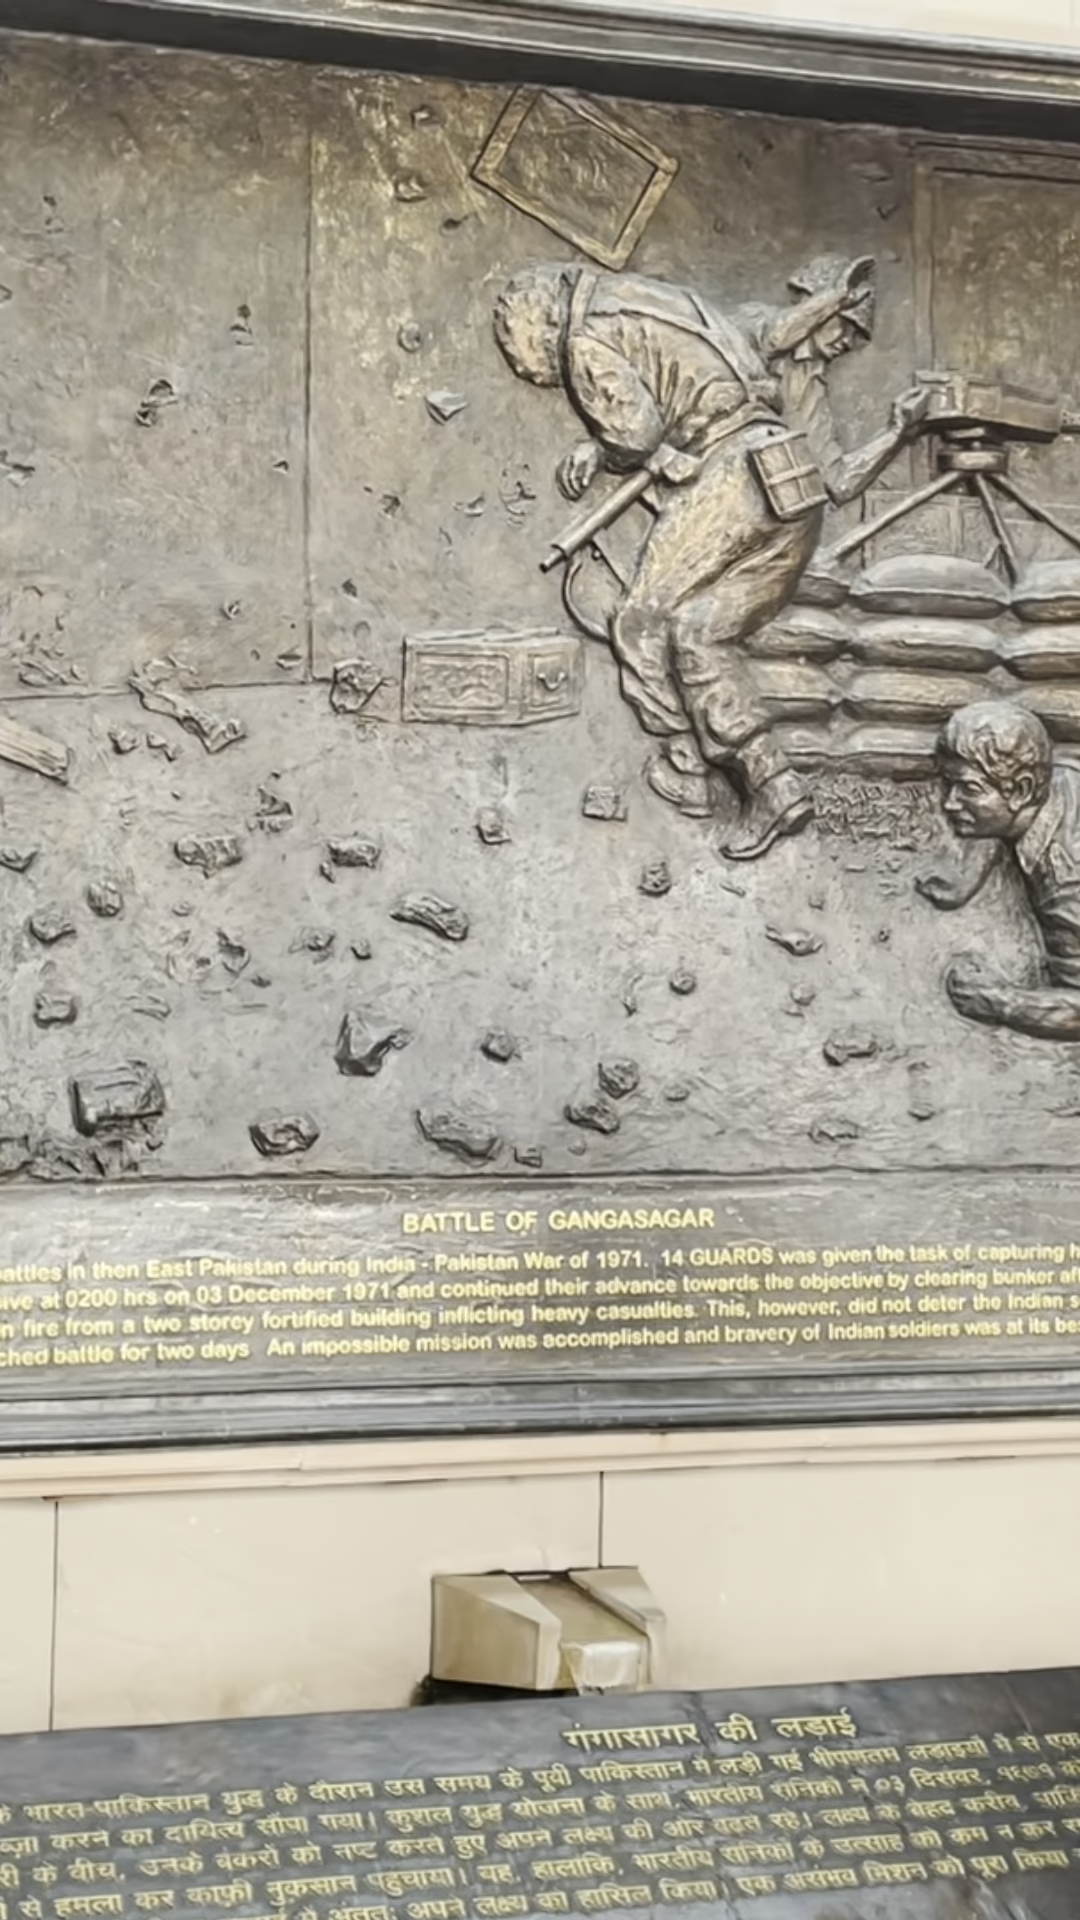 BATTLE OF GANGASAGAR
battles in then East Pakistan during India - Pakistan War of 1971. 14 GUARDS was given the task of capturing
at 0200 hrs on 03 December 1971 and continued their advance towards the objective by clearing bunker
fire from a two storey fortified building inflicting heavy casualties. This, however, did not deter the Indian
battle for two days An impossible mission was accomplished and bravery of Indian soldiers was at its
गंगासागर की लड़ाई
के भारत-पाकिस्तान युद्ध के दौरान उस समय के पूर्वी पाकिस्तान में लड़ी गई भीषणतम लड़ाइयों में से एक
करने का दायित्व सौंपा गया। कुशल युद्ध योजना के साथ, भारतीय सैनिकों ने ०३ दिसंबर, १९७१
के बीच, उनके बंकरों को नष्ट करते हुए अपने लक्ष्य की ओर बढ़ते रहे। लक्ष्य के बेहद करीब,
से हमला कर काफ़ी नुकसान पहुंचाया। यह, हालांकि, भारतीय सैनिकों के उत्साह को कम न कर
में अंततः अपने लक्ष्य को हासिल किया। एक असंभव मिशन को पूरा किया